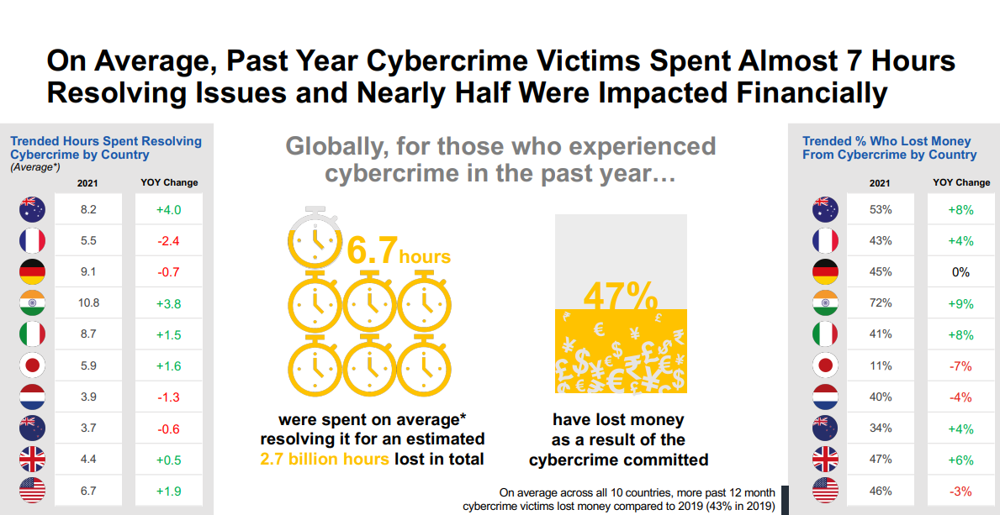 On Average, Past Year Cybercrime Victims Spent Almost 7 Hours
Resolving Issues and Nearly Half Were Impacted Financially
Trended Hours Spent Resolving
Cybercrime by Country
(Average*)
2021 YOY Change
8.2 +4.0
5.5 -2.4
9.1 -0.7
10.8 +3.8
8.7 +1.5
5.9 +1.6
3.9 -1.3
3.7 -0.6
4.4 +0.5
6.7 +1.9
Globally, for those who experienced
cybercrime in the past year…
6.7 hours
were spent on average*
resolving it for an estimated
2.7 billion hours lost in total
47%
have lost money
as a result of the
cybercrime committed
On average across all 10 countries, more past 12 month
cybercrime victims lost money compared to 2019 (43% in 2019)
Trended % Who Lost Money
From Cybercrime by Country
2021 YOY Change
53% +8%
43% +4%
45% 0%
72% +9%
41% +8%
11% -7%
40% -4%
34% +4%
47% +6%
46% -3%